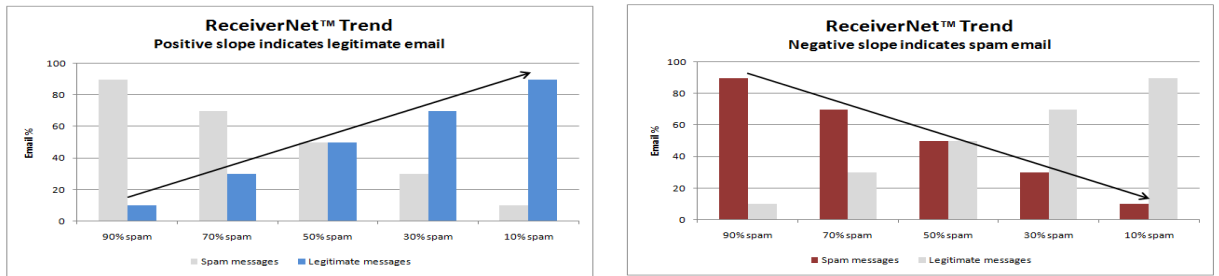 ReceiverNet™ Trend
Positive slope indicates legitimate email
Email %
100
80
60
40
20
0
90% spam 70% spam 50% spam 30% spam 10% spam
Spam messages Legitimate messages
ReceiverNet™ Trend
Negative slope indicates spam email
Email %
100
80
60
40
20
0
90% spam 70% spam 50% spam 30% spam 10% spam
Spam messages Legitimate messages